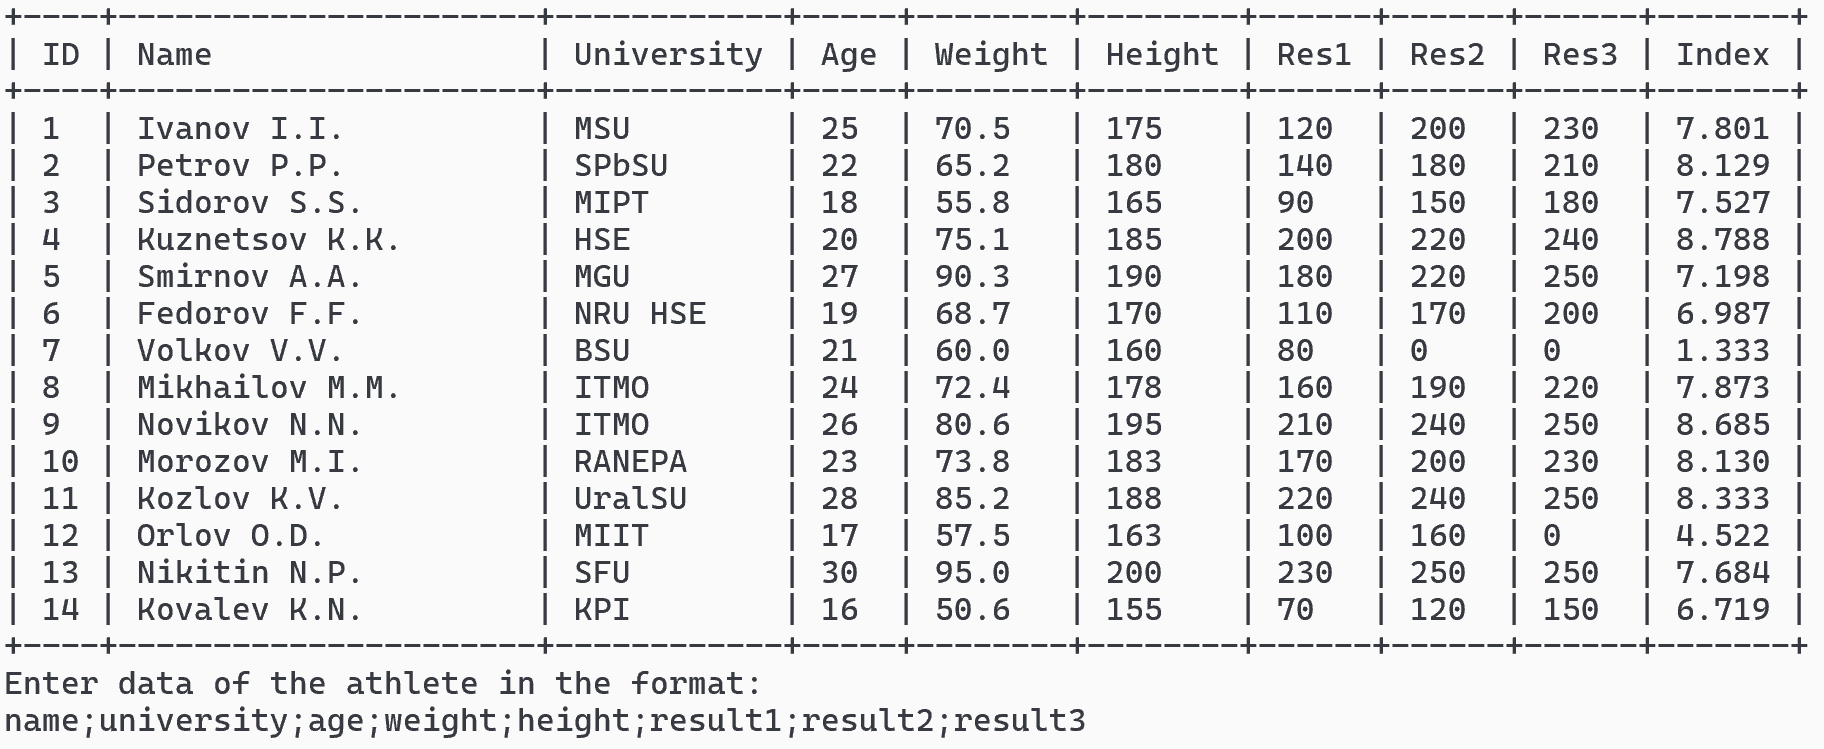 +----+----------------------+------------+-----+--------+--------+------+------+------+-------+
| ID | Name                 | University | Age | Weight | Height | Res1 | Res2 | Res3 | Index |
+----+----------------------+------------+-----+--------+--------+------+------+------+-------+
| 1  | Ivanov I.I.          | MSU        | 25  | 70.5   | 175    | 120  | 200  | 230  | 7.801 |
| 2  | Petrov P.P.          | SPbSU      | 22  | 65.2   | 180    | 140  | 180  | 210  | 8.129 |
| 3  | Sidorov S.S.         | MIPT       | 18  | 55.8   | 165    | 90   | 150  | 180  | 7.527 |
| 4  | Kuznetsov K.K.       | HSE        | 20  | 75.1   | 185    | 200  | 220  | 240  | 8.788 |
| 5  | Smirnov A.A.         | MGU        | 27  | 90.3   | 190    | 180  | 220  | 250  | 7.198 |
| 6  | Fedorov F.F.         | NRU HSE    | 19  | 68.7   | 170    | 110  | 170  | 200  | 6.987 |
| 7  | Volkov V.V.          | BSU        | 21  | 60.0   | 160    | 80   | 0    | 0    | 1.333 |
| 8  | Mikhailov M.M.       | ITMO       | 24  | 72.4   | 178    | 160  | 190  | 220  | 7.873 |
| 9  | Novikov N.N.         | ITMO       | 26  | 80.6   | 195    | 210  | 240  | 250  | 8.685 |
| 10 | Morozov M.I.         | RANEPA     | 23  | 73.8   | 183    | 170  | 200  | 230  | 8.130 |
| 11 | Kozlov K.V.          | UralSU     | 28  | 85.2   | 188    | 220  | 240  | 250  | 8.333 |
| 12 | Orlov O.D.           | MIIT       | 17  | 57.5   | 163    | 100  | 160  | 0    | 4.522 |
| 13 | Nikitin N.P.         | SFU        | 30  | 95.0   | 200    | 230  | 250  | 250  | 7.684 |
| 14 | Kovalev K.N.         | KPI        | 16  | 50.6   | 155    | 70   | 120  | 150  | 6.719 |
+----+----------------------+------------+-----+--------+--------+------+------+------+-------+
Enter data of the athlete in the format:
name;university;age;weight;height;result1;result2;result3